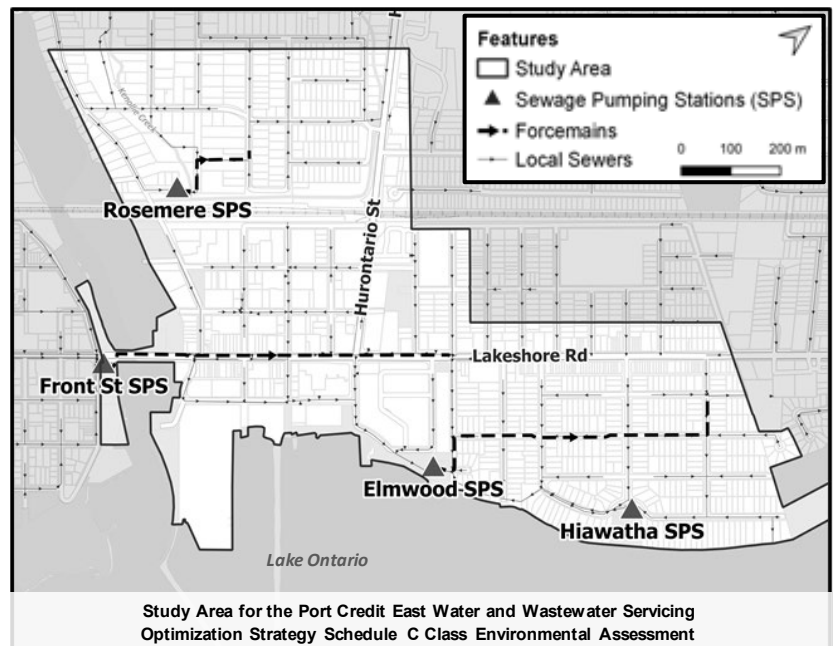 Features
Study Area
Sewage Pumping Stations (SPS)
Forcemains
Local Sewers
0 100 200 m
Kenollie Creek
Rosemere SPS
Hurontario St
H
Front St SPS
Lakeshore Rd
Elmwood SPS
Hiawatha SPS
Lake Ontario
Study Area for the Port Credit East Water and Wastewater Servicing
Optimization Strategy Schedule C Class Environmental Assessment